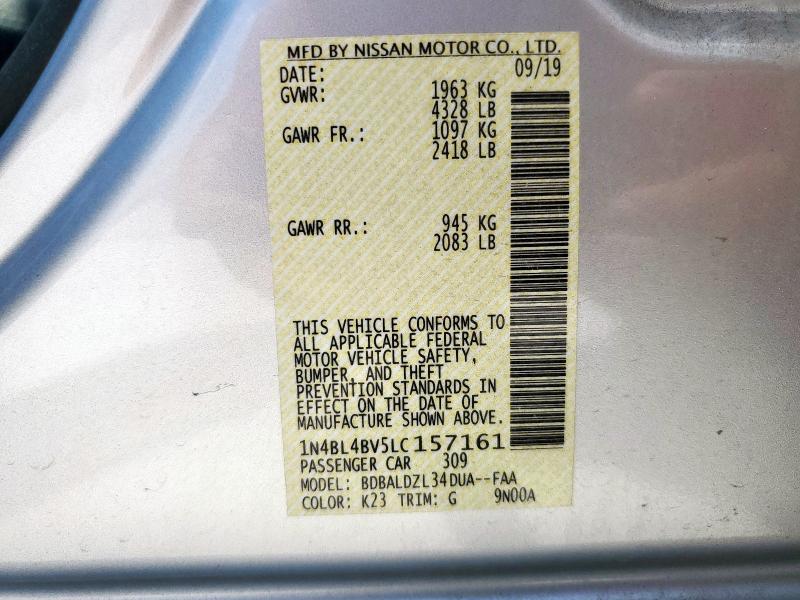 MFD BY NISSAN MOTOR CO., LTD.
DATE: 09/19
GVWR: 1963 KG
4328 LB
GAWR FR.: 1097 KG
2418 LB
GAWR RR.: 945 KG
2083 LB
THIS VEHICLE CONFORMS TO
ALL APPLICABLE FEDERAL
MOTOR VEHICLE SAFETY,
BUMPER, AND THEFT
PREVENTION STANDARDS IN
EFFECT ON THE DATE OF
MANUFACTURE SHOWN ABOVE.
1N4BL4BV5LC157161
PASSENGER CAR 309
MODEL: BDBALDZL34DUA--FAA
COLOR: K23 TRIM: G 9N00A